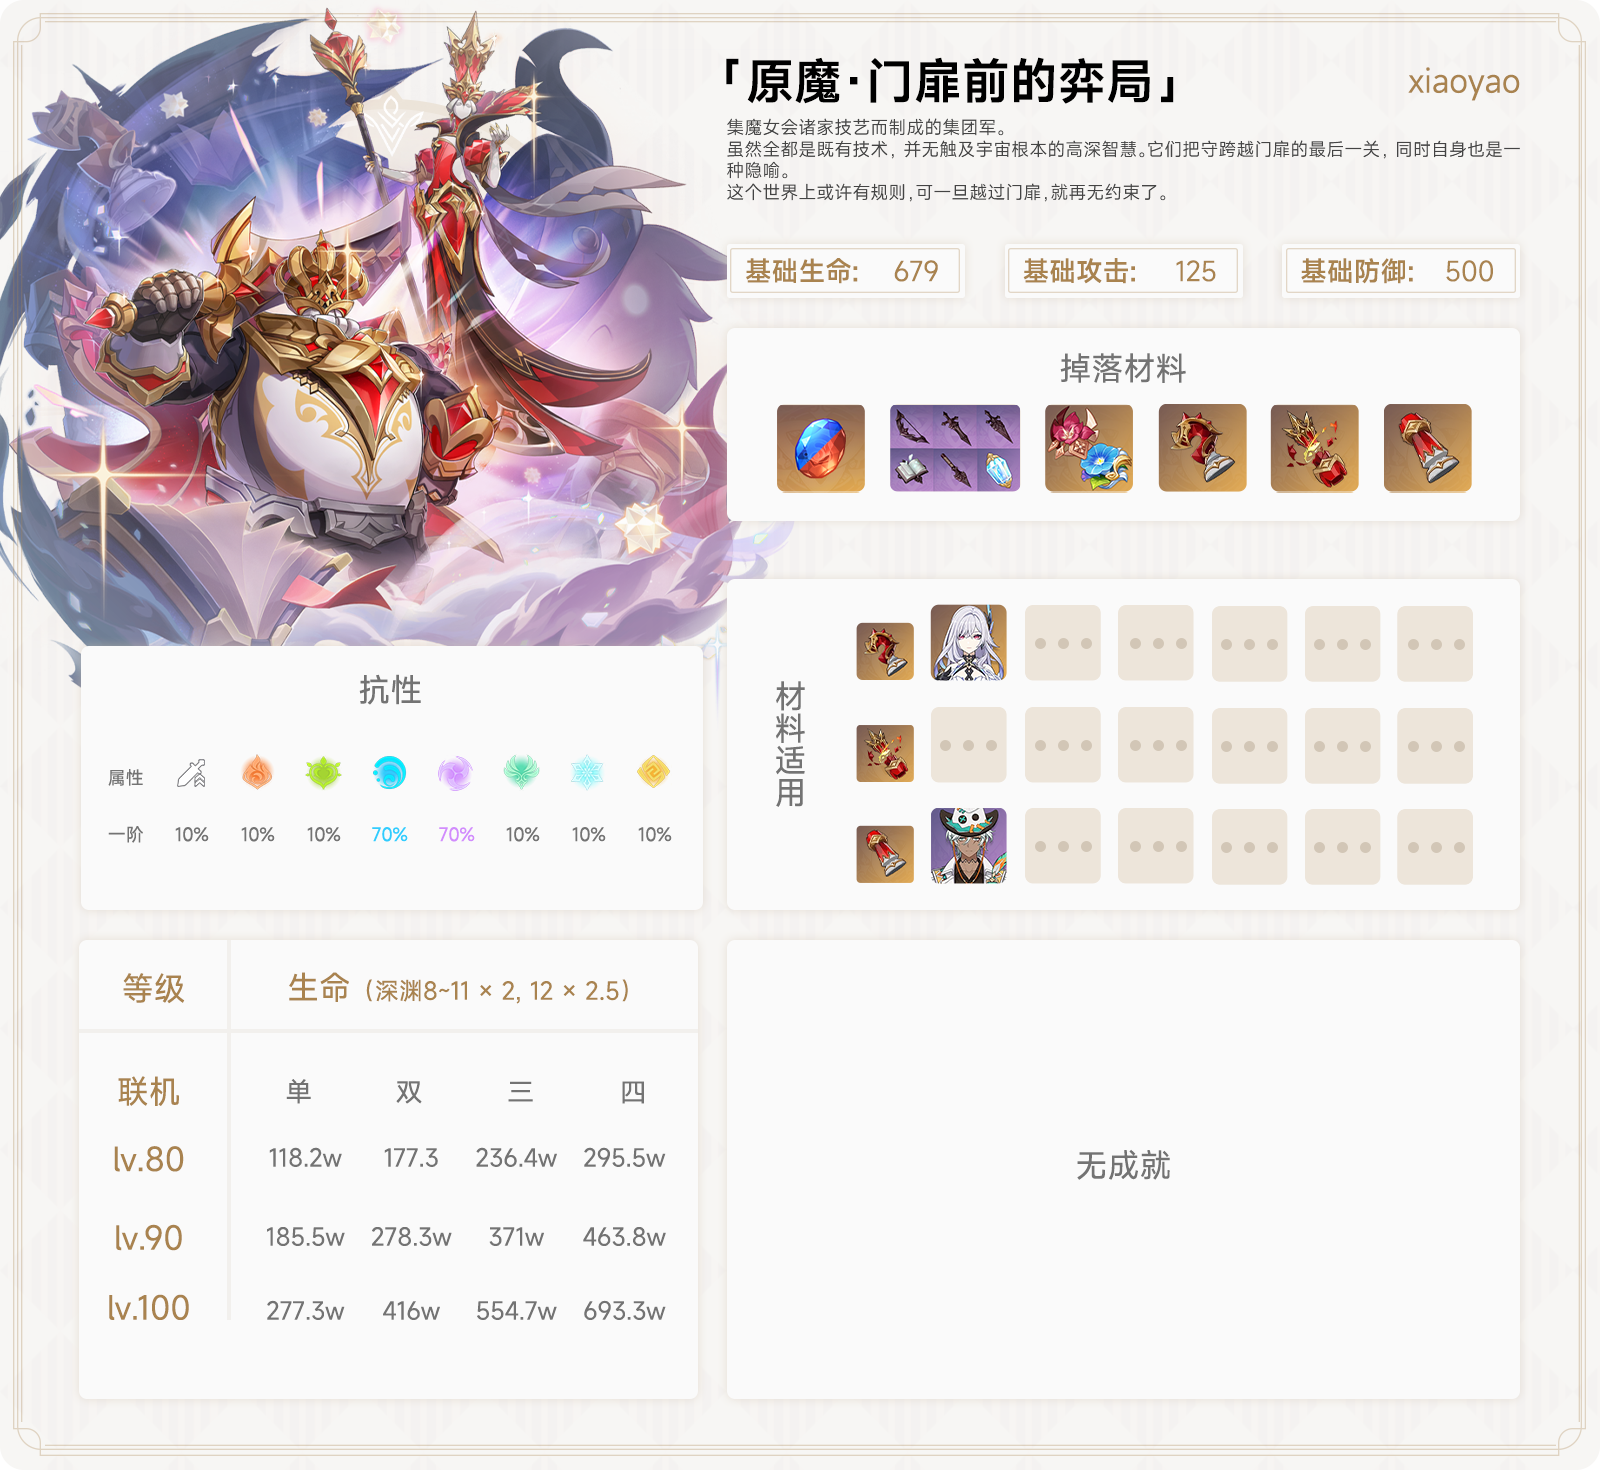 「原魔·门扉前的弈局」
xiaoyao
集魔女会诸家技艺而制成的集团军。
虽然全都是既有技术，并无触及宇宙根本的高深智慧。它们把守跨越门扉的最后一关，同时自身也是一
种隐喻。
这个世界上或许有规则，可一旦越过门扉，就再无约束了。
基础生命： 679
基础攻击： 125
基础防御： 500
掉落材料
材料适用
抗性
属性
一阶 10% 10% 10% 70% 70% 10% 10% 10%
等级 生命（深渊8~11 × 2, 12 × 2.5）
联机 单 双 三 四
lv.80 118.2w 177.3 236.4w 295.5w
lv.90 185.5w 278.3w 371w 463.8w
lv.100 277.3w 416w 554.7w 693.3w
无成就